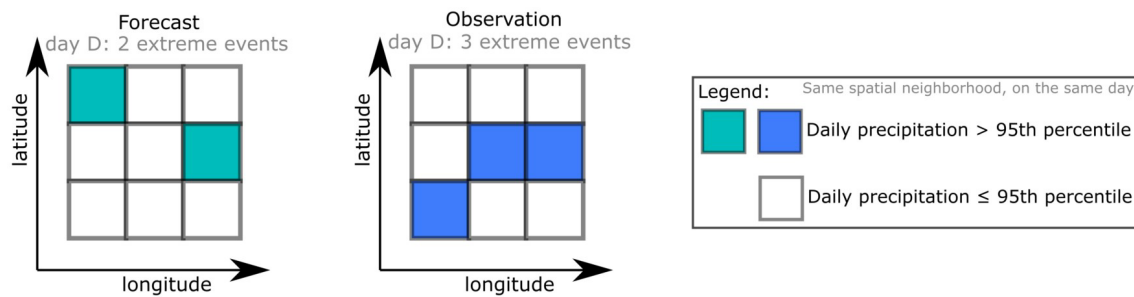 Forecast
day D: 2 extreme events
latitude
longitude
Observation
day D: 3 extreme events
latitude
longitude
Legend:
Same spatial neighborhood, on the same day
Daily precipitation > 95th percentile
Daily precipitation ≤ 95th percentile